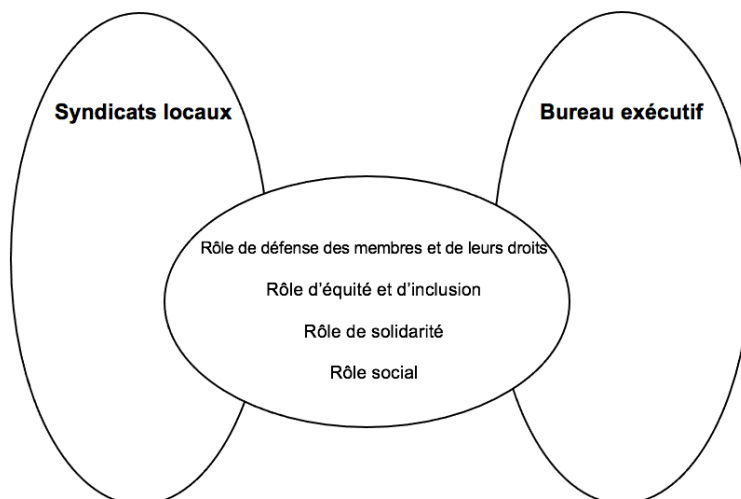 Syndicats locaux
Bureau exécutif
Rôle de défense des membres et de leurs droits
Rôle d’équité et d’inclusion
Rôle de solidarité
Rôle social